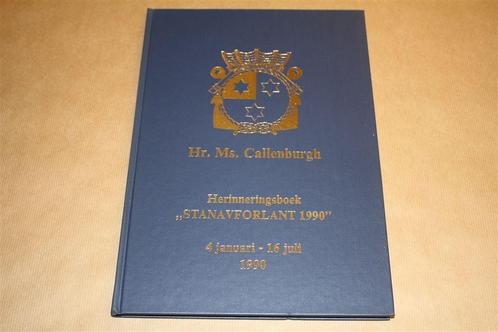 Hr. Ms. Callenburgh
Herinneringsboek
„STANAVFORLANT 1990”
4 januari - 16 juli
1990